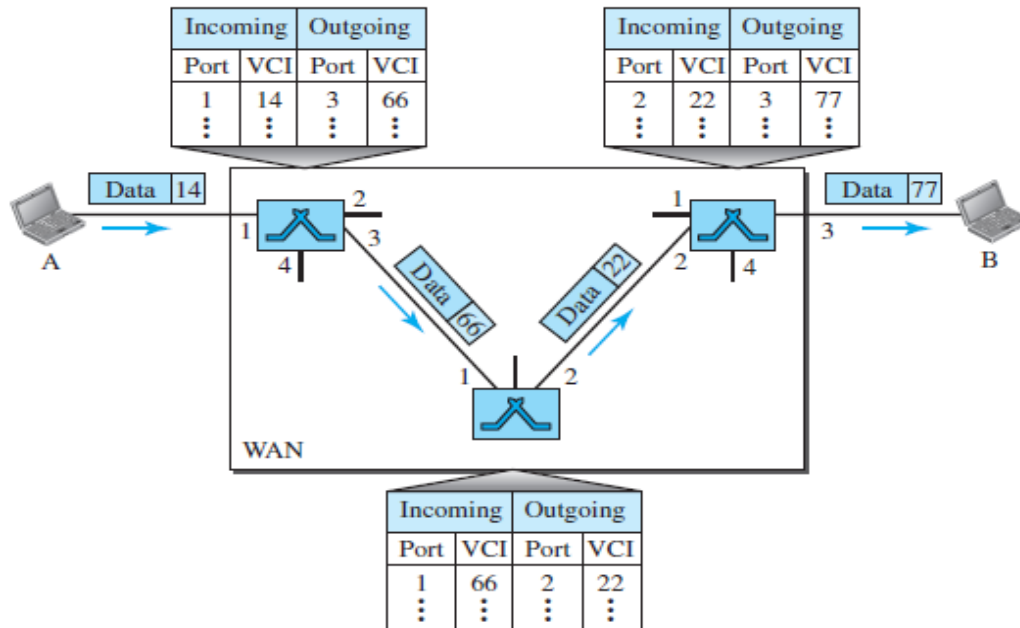 Incoming Outgoing
Port VCI Port VCI
1 14 3 66
⋮ ⋮ ⋮ ⋮
Incoming Outgoing
Port VCI Port VCI
2 22 3 77
⋮ ⋮ ⋮ ⋮
Data 14
A
1
2
3
4
Data 66
1
2
Data 22
1
2
3
4
Data 77
B
WAN
Incoming Outgoing
Port VCI Port VCI
1 66 2 22
⋮ ⋮ ⋮ ⋮